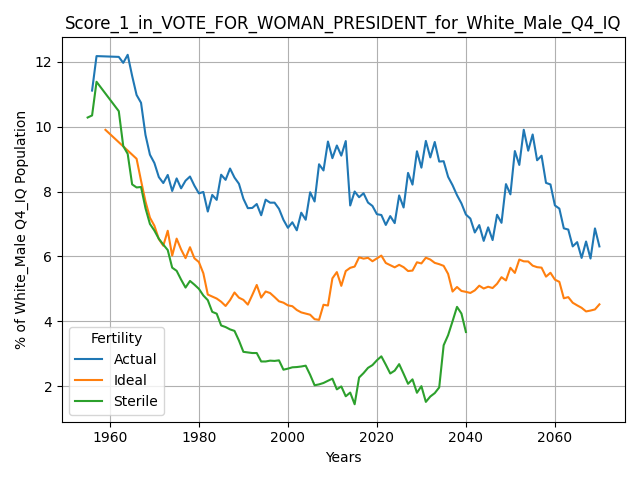 Score_1_in_VOTE_FOR_WOMAN_PRESIDENT_for_White_Male_Q4_IQ
% of White_Male Q4_IQ Population
12
10
8
6
4
2
Fertility
Actual
Ideal
Sterile
1960 1980 2000 2020 2040 2060
Years